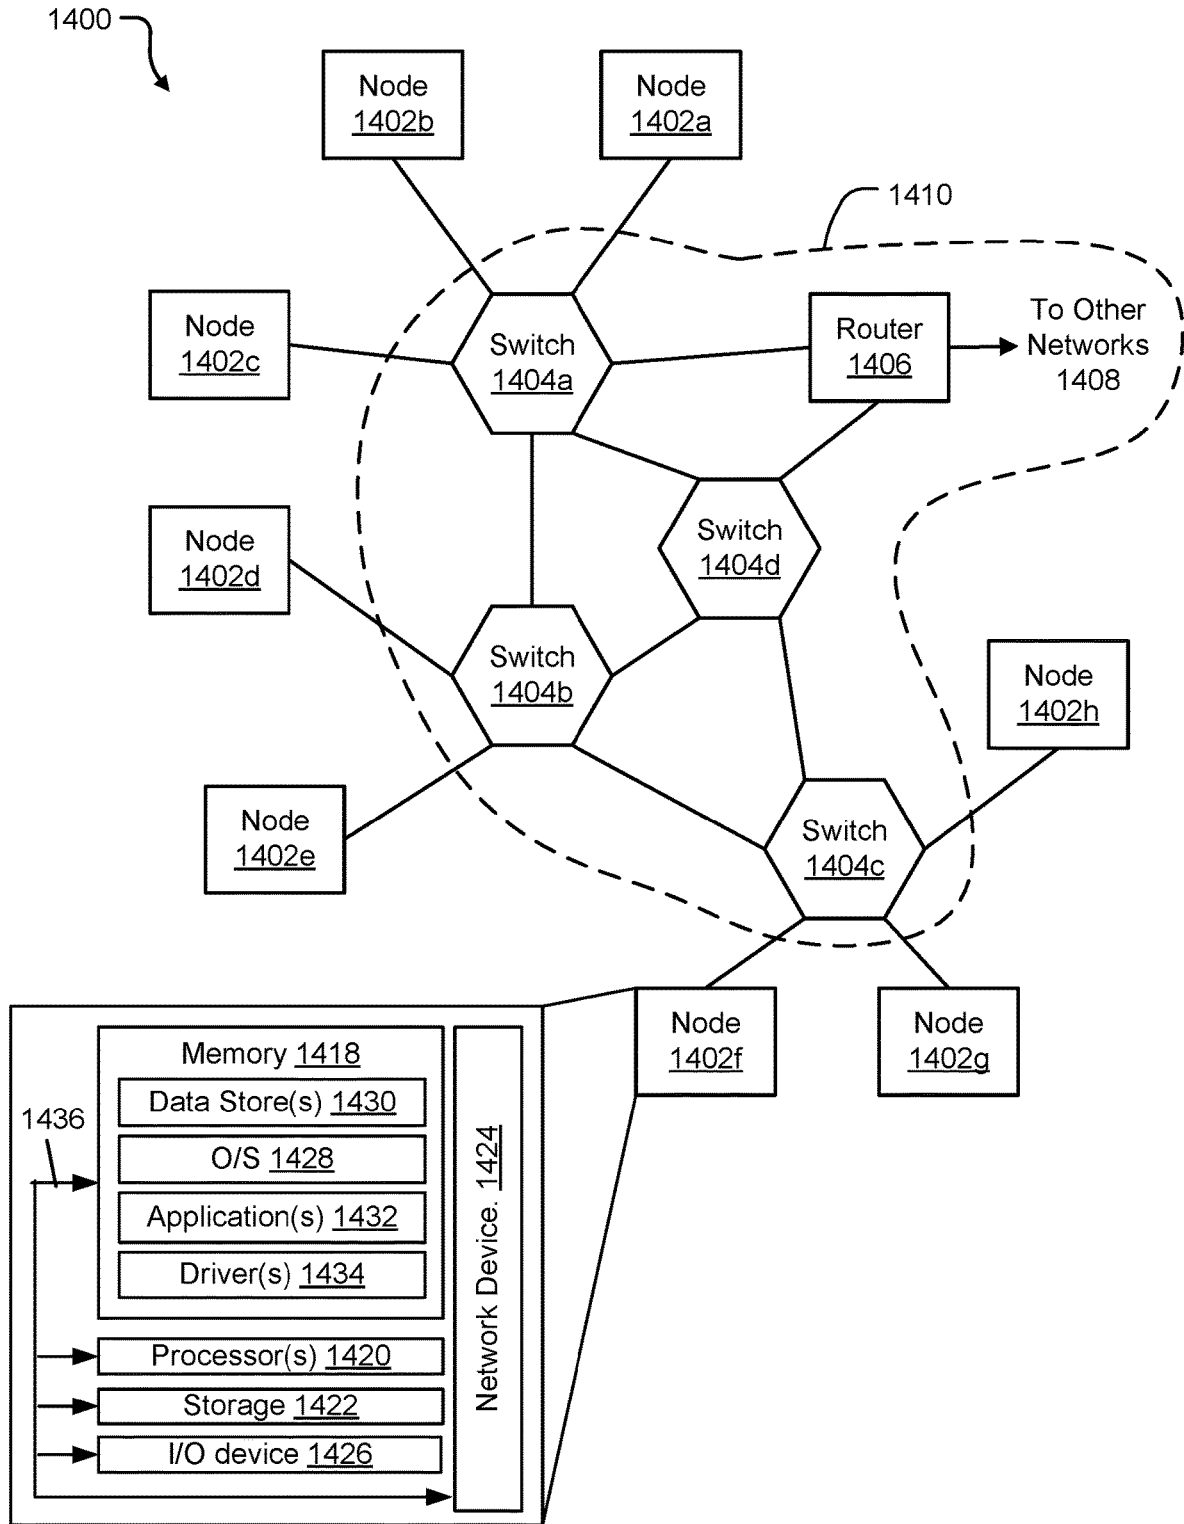 1400
Node
1402b
Node
1402a
1410
Node
1402c
Switch
1404a
Router
1406
To Other
Networks
1408
Node
1402d
Switch
1404d
Switch
1404b
Node
1402h
Node
1402e
Switch
1404c
Node
1402f
Node
1402g
Memory 1418
Data Store(s) 1430
1436
O/S 1428
Application(s) 1432
Driver(s) 1434
Processor(s) 1420
Storage 1422
I/O device 1426
Network Device. 1424